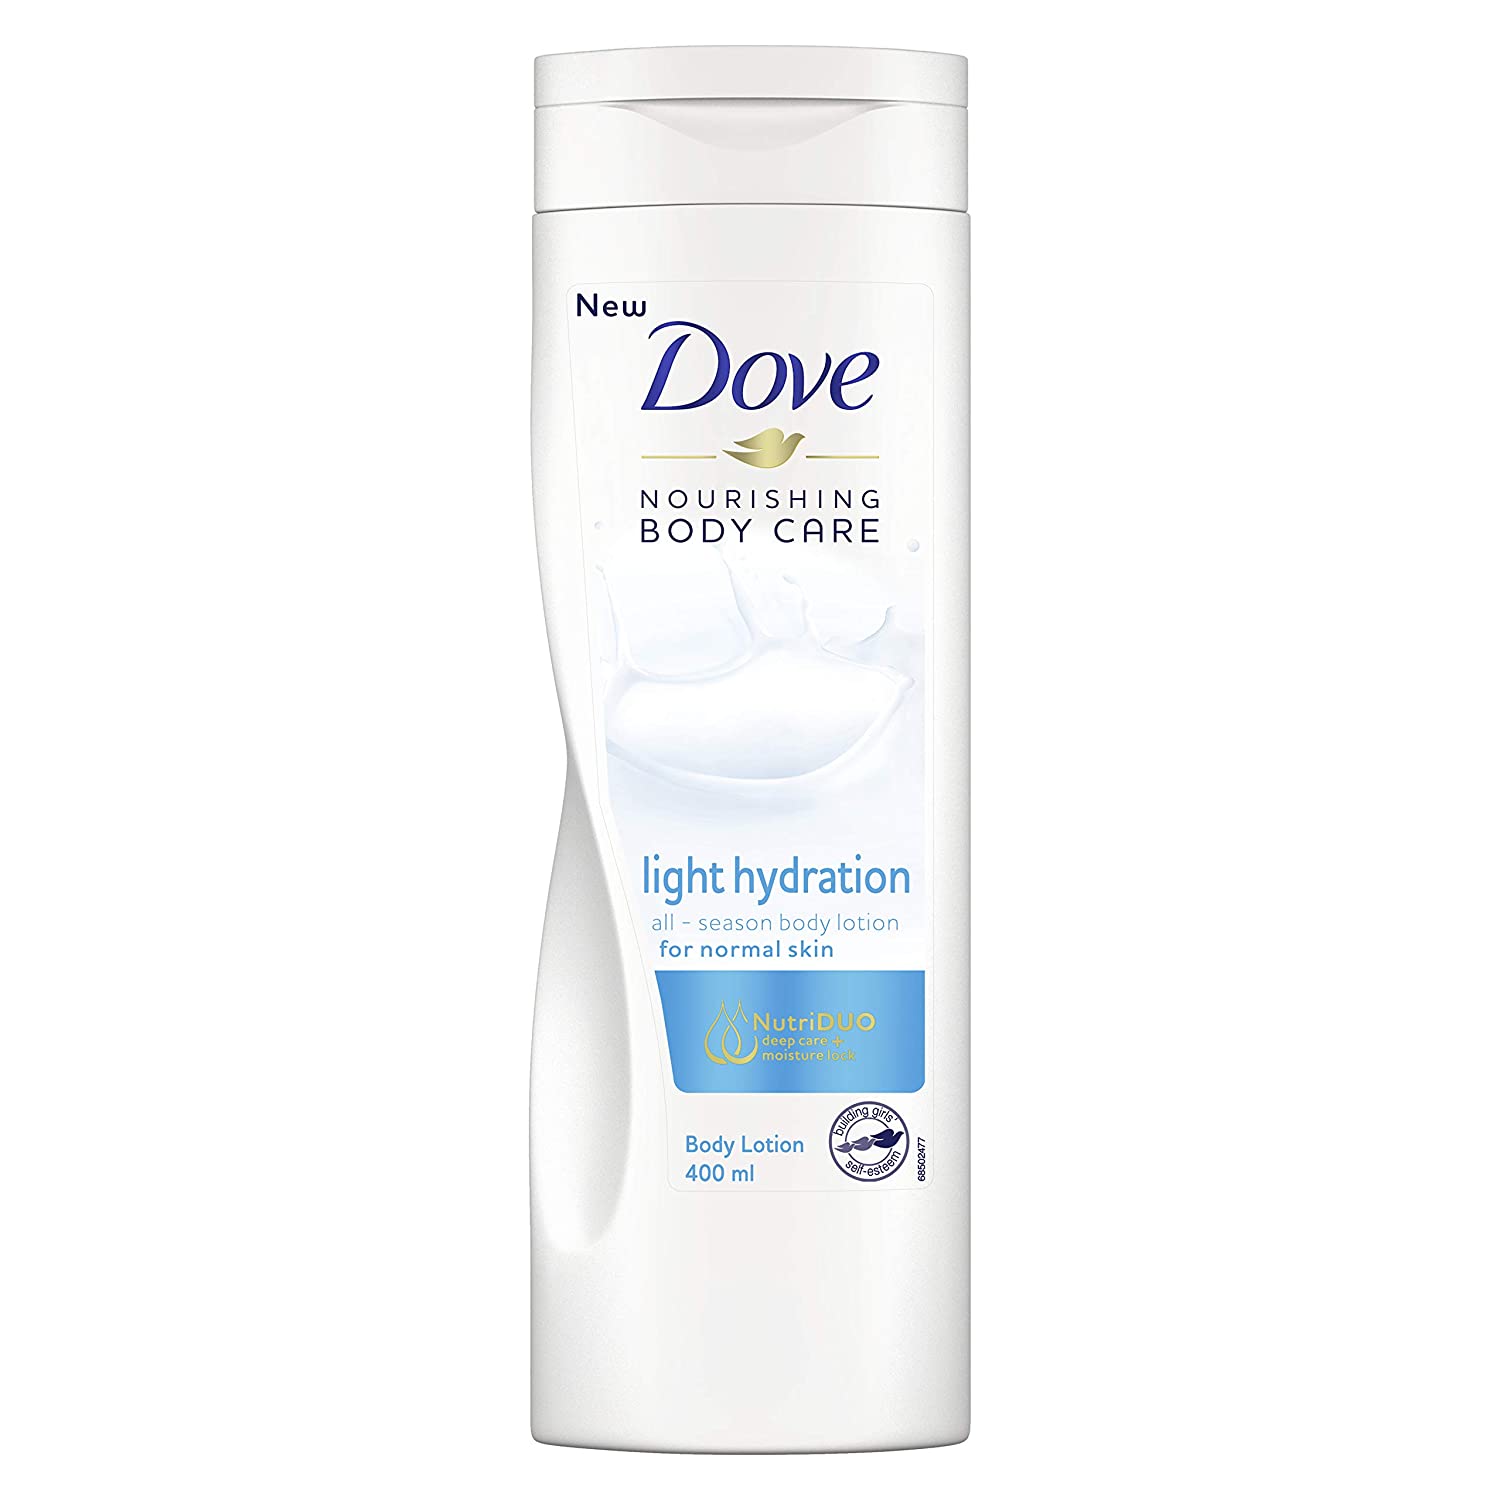 New
Dove
NOURISHING
BODY CARE
light hydration
all - season body lotion
for normal skin
NutriDUO
deep care +
moisture lock
building girls'
self-esteem
Body Lotion
400 ml
68502477